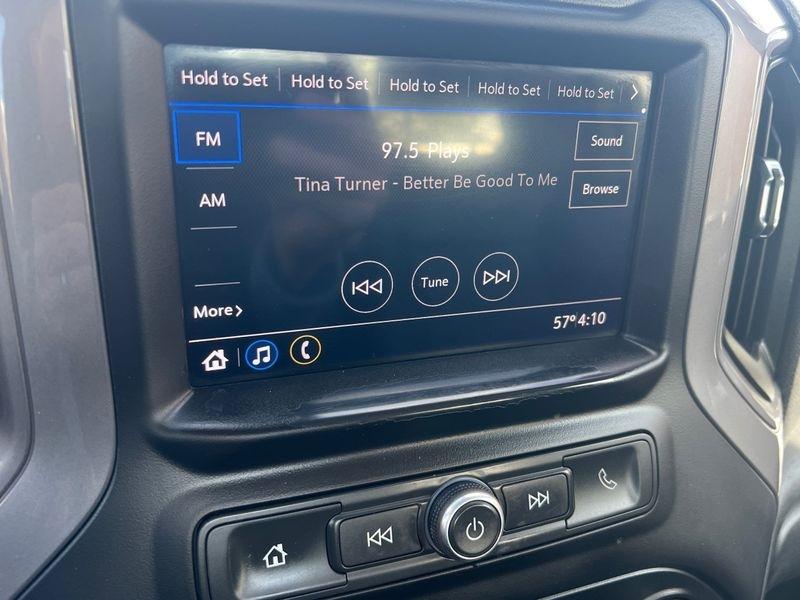 Hold to Set Hold to Set Hold to Set Hold to Set Hold to Set
FM
97.5 Plays
Sound
Tina Turner - Better Be Good To Me
Browse
AM
Tune
More
57° 4:10